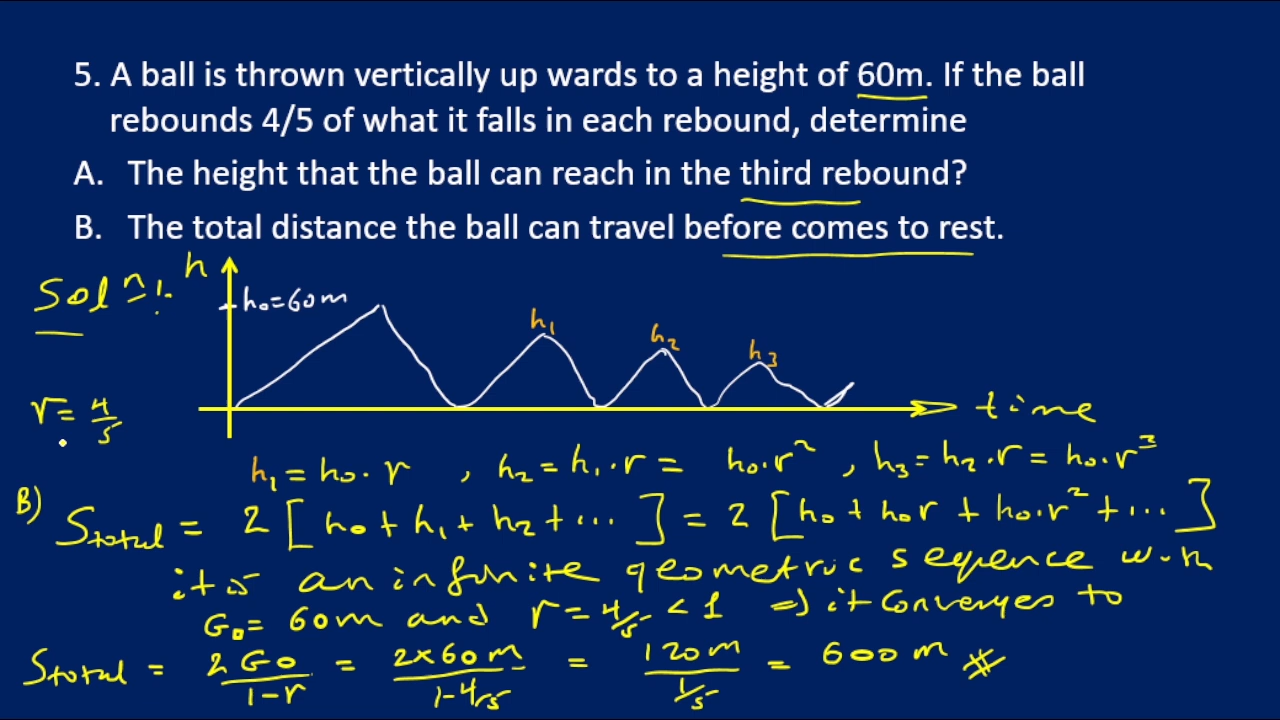 5. A ball is thrown vertically up wards to a height of 60m. If the ball
rebounds 4/5 of what it falls in each rebound, determine
A. The height that the ball can reach in the third rebound?
B. The total distance the ball can travel before comes to rest.
Solⁿ:
h
h₀=60m
h₁
h₂
h₃
time
r = 4/5
h₁ = h₀·r , h₂ = h₁·r = h₀·r² , h₃ = h₂·r = h₀·r³
B) Stotal = 2[h₀ + h₁ + h₂ + ...] = 2[h₀ + h₀r + h₀·r² + ...]
it is an infinite geometric sequence with
G₀ = 60m and r = 4/5 < 1 ⇒ it converges to
Stotal = 2G₀/1-r = 2×60m/1-4/5 = 120m/1/5 = 600m #